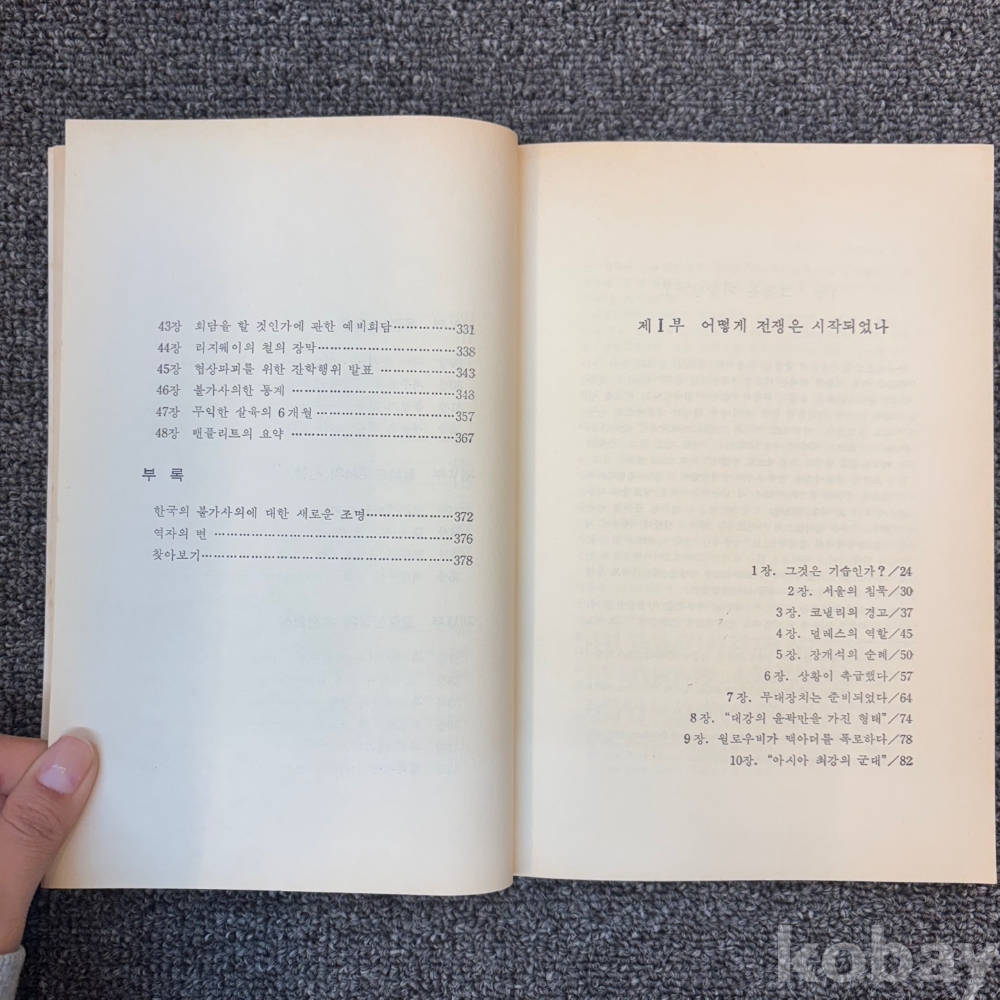 43장 회담을 할 것인가에 관한 예비회담……………331
44장 리지웨이의 철의 장막………………………338
45장 협상파괴를 위한 잔학행위 발표 ……………343
46장 불가사의한 통계 ………………………………348
47장 무익한 살육의 6개월…………………………357
48장 밴플리트의 요약 ………………………………367
부 록
한국의 불가사의에 대한 새로운 조명……………372
역자의 변 ……………………………………………376
찾아보기………………………………………………378
제Ⅰ부 어떻게 전쟁은 시작되었나
1장. 그것은 기습인가?/24
2장. 서울의 침묵/30
3장. 코낼리의 경고/37
4장. 덜레스의 역할/45
5장. 장개석의 순례/50
6장. 상황이 촉급했다/57
7장. 무대장치는 준비되었다/64
8장. “대강의 윤곽만을 가진 형태”/74
9장. 윌로우비가 맥아더를 폭로하다/78
10장. “아시아 최강의 군대”/82
kobay